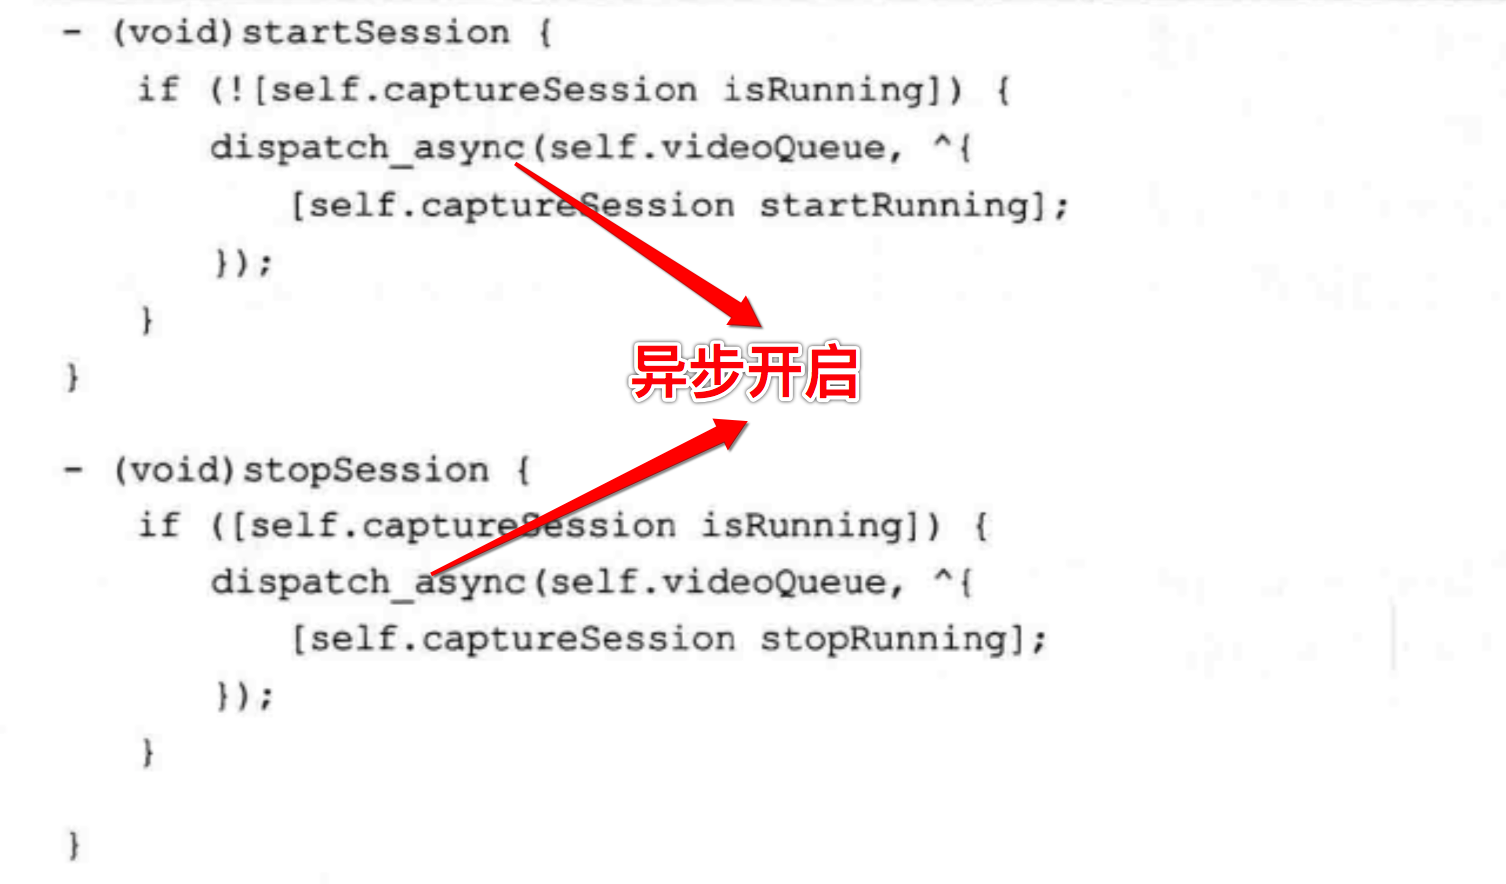 - (void)startSession {
if (![self.captureSession isRunning]) {
dispatch_async(self.videoQueue, ^{
[self.captureSession startRunning];
});
}
}
异步开启
- (void)stopSession {
if ([self.captureSession isRunning]) {
dispatch_async(self.videoQueue, ^{
[self.captureSession stopRunning];
});
}
}